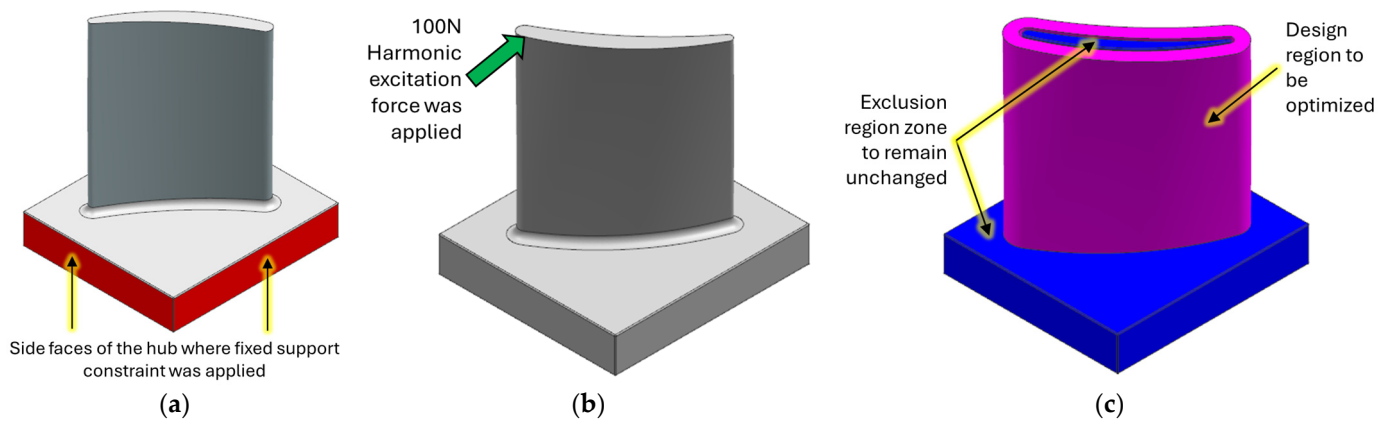 Side faces of the hub where fixed support
constraint was applied
(a)
100N
Harmonic
excitation
force was
applied
(b)
Exclusion
region zone
to remain
unchanged
Design
region to
be
optimized
(c)